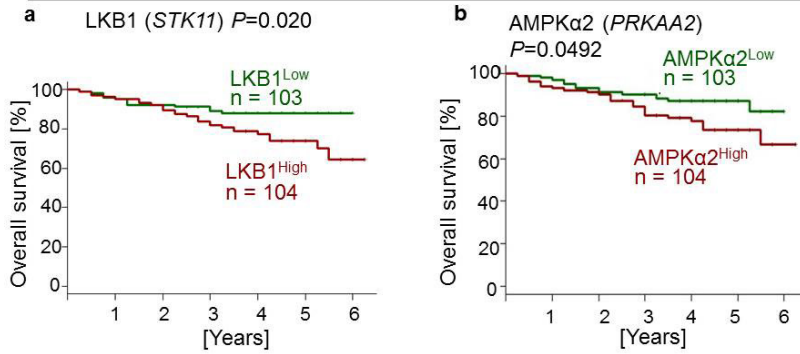 a
LKB1 (STK11) P=0.020
Overall survival [%]
100
80
60
40
20
0
LKB1Low
n = 103
LKB1High
n = 104
1 2 3 4 5 6
[Years]
b
AMPKα2 (PRKAA2)
P=0.0492
Overall survival [%]
100
80
60
40
20
0
AMPKα2Low
n = 103
AMPKα2High
n = 104
1 2 3 4 5 6
[Years]